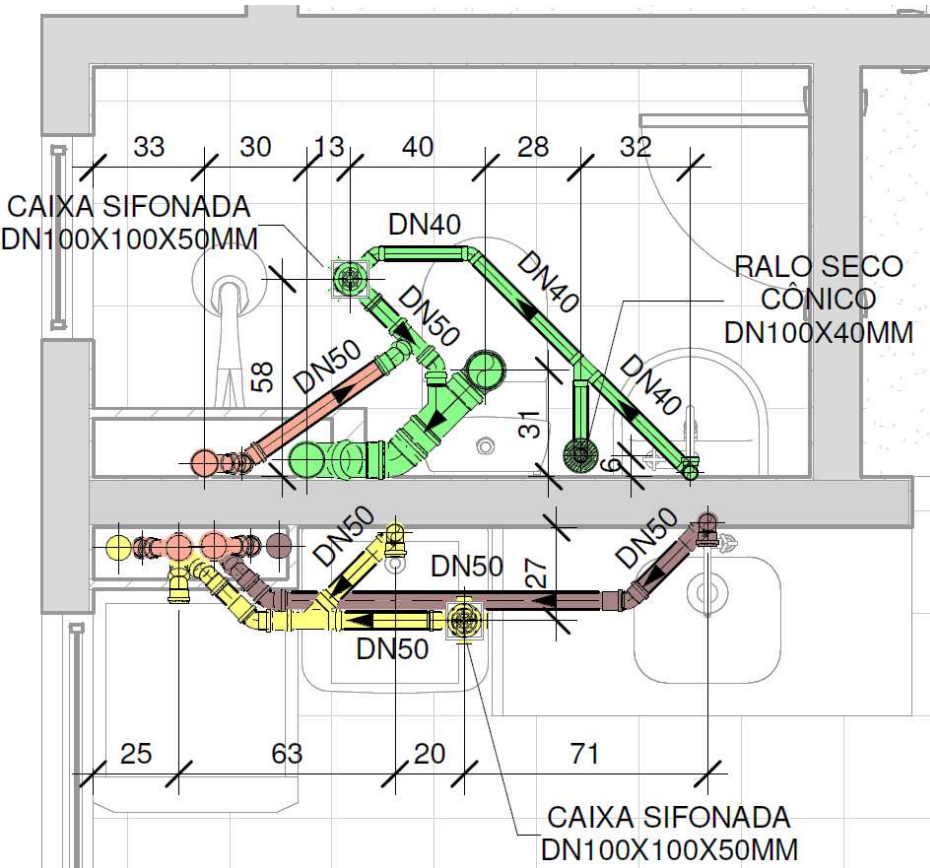 33
30
13
40
28
32
CAIXA SIFONADA
DN100X100X50MM
DN40
DN40
RALO SECO
CÔNICO
DN100X40MM
DN50
DN50
DN40
58
31
6
DN50
DN50
DN50
27
DN50
25
63
20
71
CAIXA SIFONADA
DN100X100X50MM